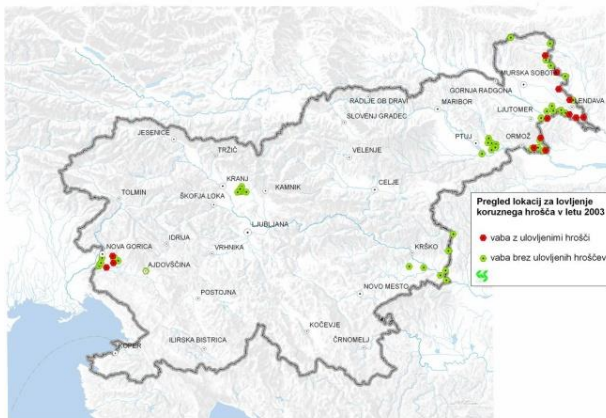 MURSKA SOBOTA
GORNJA RADGONA
RADLJE OB DRAVI
MARIBOR
LENDAVA
LJUTOMER
SLOVENJ GRADEC
JESENICE
PTUJ
ORMOŽ
TRŽIČ
VELENJE
KRANJ
CELJE
TOLMIN
ŠKOFJA LOKA
KAMNIK
Pregled lokacij za lovljenje
koruznega hrošča v letu 2003
vaba z ulovljenimi hrošči
vaba brez ulovljenih hroščev
LJUBLJANA
IDRIJA
VRHNIKA
NOVA GORICA
KRŠKO
AJDOVŠČINA
POSTOJNA
NOVO MESTO
KOČEVJE
ILIRSKA BISTRICA
ČRNOMELJ
KOPER